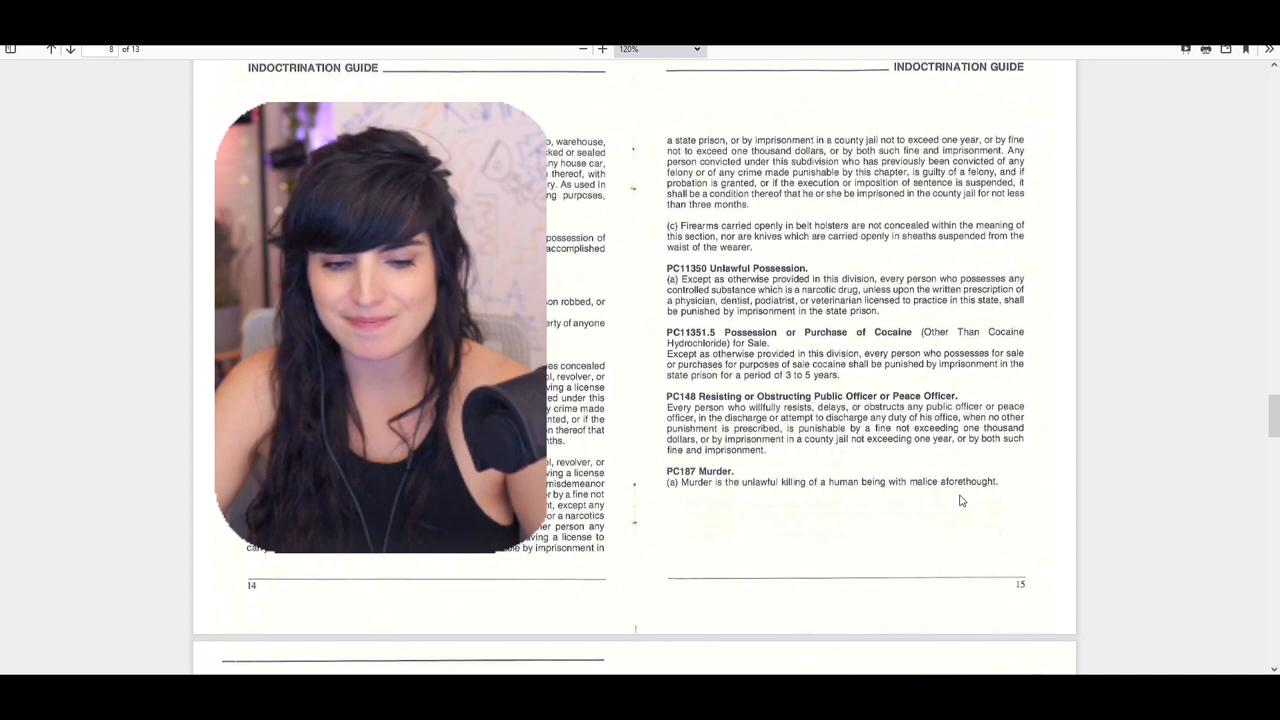 8 of 13
120%
INDOCTRINATION GUIDE
warehouse,
ked or sealed
ny house car,
thereof, with
ry. As used in
ng purposes,
possession of
accomplished
son robbed, or
erty of anyone
es concealed
ol, revolver, or
ving a license
ed under this
y crime made
nted, or if the
on thereof that
ths.
ol, revolver, or
ving a license
misdemeanor
or by a fine not
nt, except any
or a narcotics
her person any
aving a license to
ble by imprisonment in
14
INDOCTRINATION GUIDE
a state prison, or by imprisonment in a county jail not to exceed one year, or by fine
not to exceed one thousand dollars, or by both such fine and imprisonment. Any
person convicted under this subdivision who has previously been convicted of any
felony or of any crime made punishable by this chapter, is guilty of a felony, and if
probation is granted, or if the execution or imposition of sentence is suspended, it
shall be a condition thereof that he or she be imprisoned in the county jail for not less
than three months.
(c) Firearms carried openly in belt holsters are not concealed within the meaning of
this section, nor are knives which are carried openly in sheaths suspended from the
waist of the wearer.
PC11350 Unlawful Possession.
(a) Except as otherwise provided in this division, every person who possesses any
controlled substance which is a narcotic drug, unless upon the written prescription of
a physician, dentist, podiatrist, or veterinarian licensed to practice in this state, shall
be punished by imprisonment in the state prison.
PC11351.5 Possession or Purchase of Cocaine (Other Than Cocaine
Hydrochloride) for Sale.
Except as otherwise provided in this division, every person who possesses for sale
or purchases for purposes of sale cocaine shall be punished by imprisonment in the
state prison for a period of 3 to 5 years.
PC148 Resisting or Obstructing Public Officer or Peace Officer.
Every person who willfully resists, delays, or obstructs any public officer or peace
officer, in the discharge or attempt to discharge any duty of his office, when no other
punishment is prescribed, is punishable by a fine not exceeding one thousand
dollars, or by imprisonment in a county jail not exceeding one year, or by both such
fine and imprisonment.
PC187 Murder.
(a) Murder is the unlawful killing of a human being with malice aforethought.
15